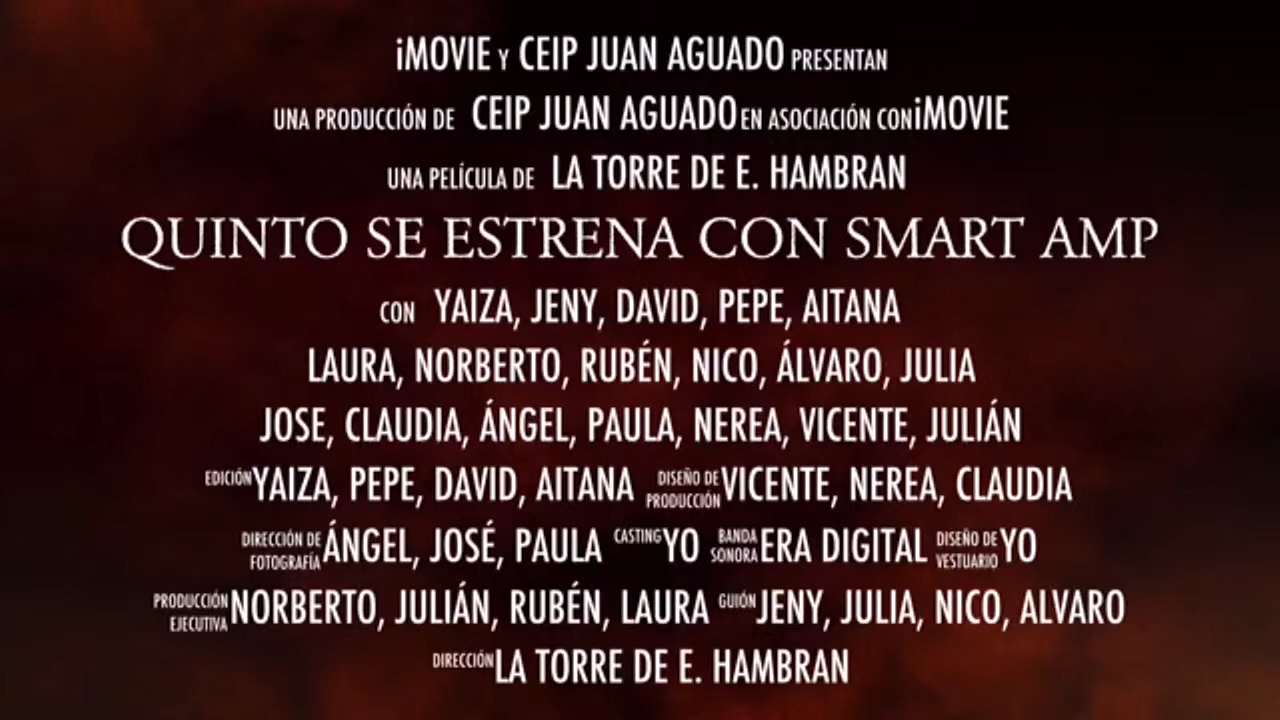 iMOVIE Y CEIP JUAN AGUADO PRESENTAN
UNA PRODUCCIÓN DE CEIP JUAN AGUADO EN ASOCIACIÓN CON iMOVIE
UNA PELÍCULA DE LA TORRE DE E. HAMBRAN
QUINTO SE ESTRENA CON SMART AMP
CON YAIZA, JENY, DAVID, PEPE, AITANA
LAURA, NORBERTO, RUBÉN, NICO, ÁLVARO, JULIA
JOSE, CLAUDIA, ÁNGEL, PAULA, NEREA, VICENTE, JULIÁN
EDICIÓN YAIZA, PEPE, DAVID, AITANA DISEÑO DE PRODUCCIÓN VICENTE, NEREA, CLAUDIA
DIRECCIÓN DE FOTOGRAFÍA ÁNGEL, JOSÉ, PAULA CASTING YO BANDA SONORA ERA DIGITAL DISEÑO DE VESTUARIO YO
PRODUCCIÓN EJECUTIVA NORBERTO, JULIÁN, RUBÉN, LAURA GUIÓN JENY, JULIA, NICO, ALVARO
DIRECCIÓN LA TORRE DE E. HAMBRAN